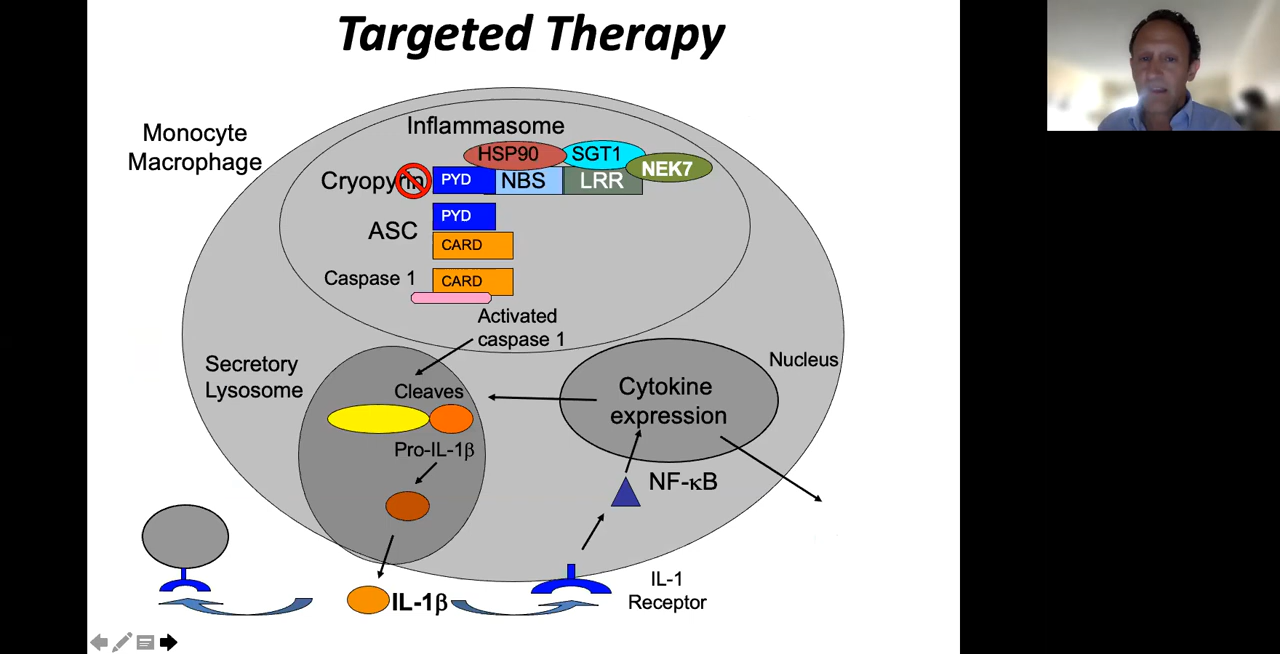 Targeted Therapy
Monocyte
Macrophage
Inflammasome
HSP90
SGT1
NEK7
Cryopyrin
PYD
NBS
LRR
ASC
PYD
CARD
Caspase 1
CARD
Activated
caspase 1
Secretory
Lysosome
Cleaves
Pro-IL-1β
Nucleus
Cytokine
expression
NF-κB
IL-1β
IL-1
Receptor